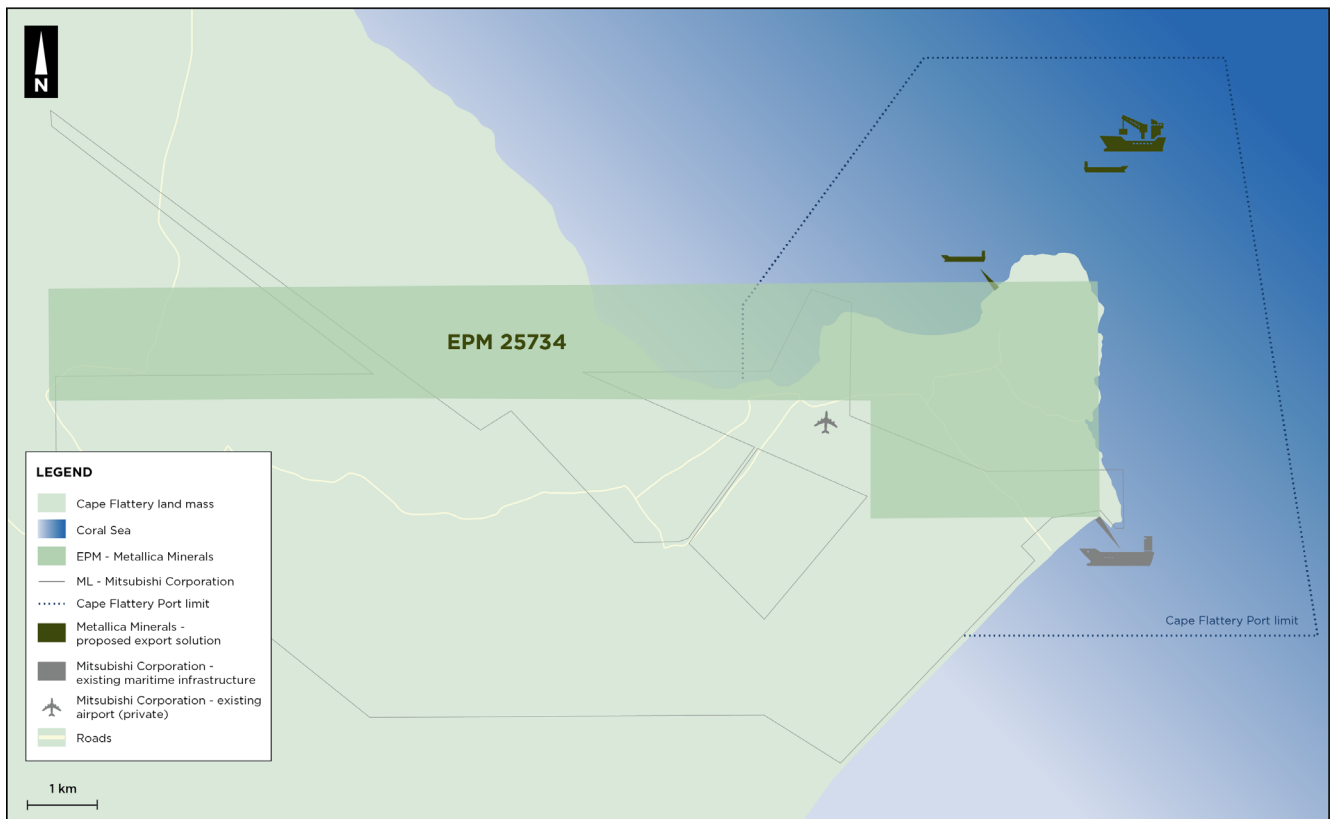 N
EPM 25734
LEGEND
Cape Flattery land mass
Coral Sea
EPM - Metallica Minerals
ML - Mitsubishi Corporation
Cape Flattery Port limit
Metallica Minerals -
proposed export solution
Mitsubishi Corporation -
existing maritime infrastructure
Mitsubishi Corporation - existing
airport (private)
Roads
Cape Flattery Port limit
1 km